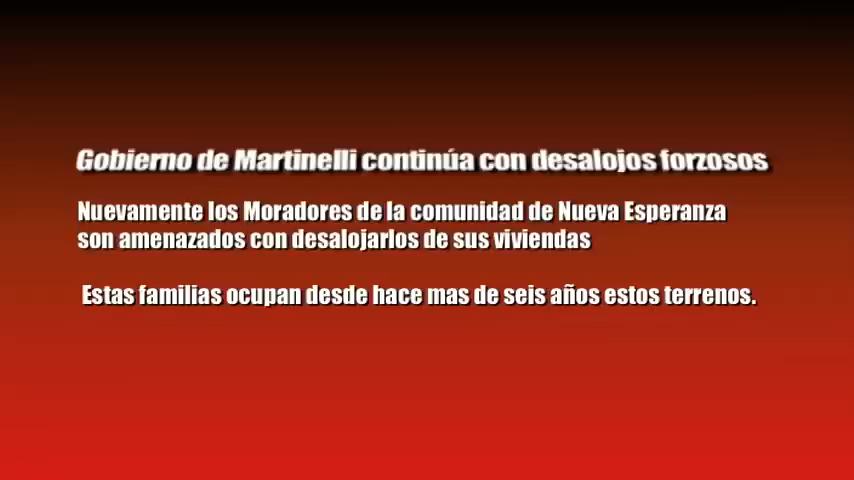 Gobierno de Martinelli continúa con desalojos forzosos
Nuevamente los Moradores de la comunidad de Nueva Esperanza
son amenazados con desalojarlos de sus viviendas
Estas familias ocupan desde hace mas de seis años estos terrenos.